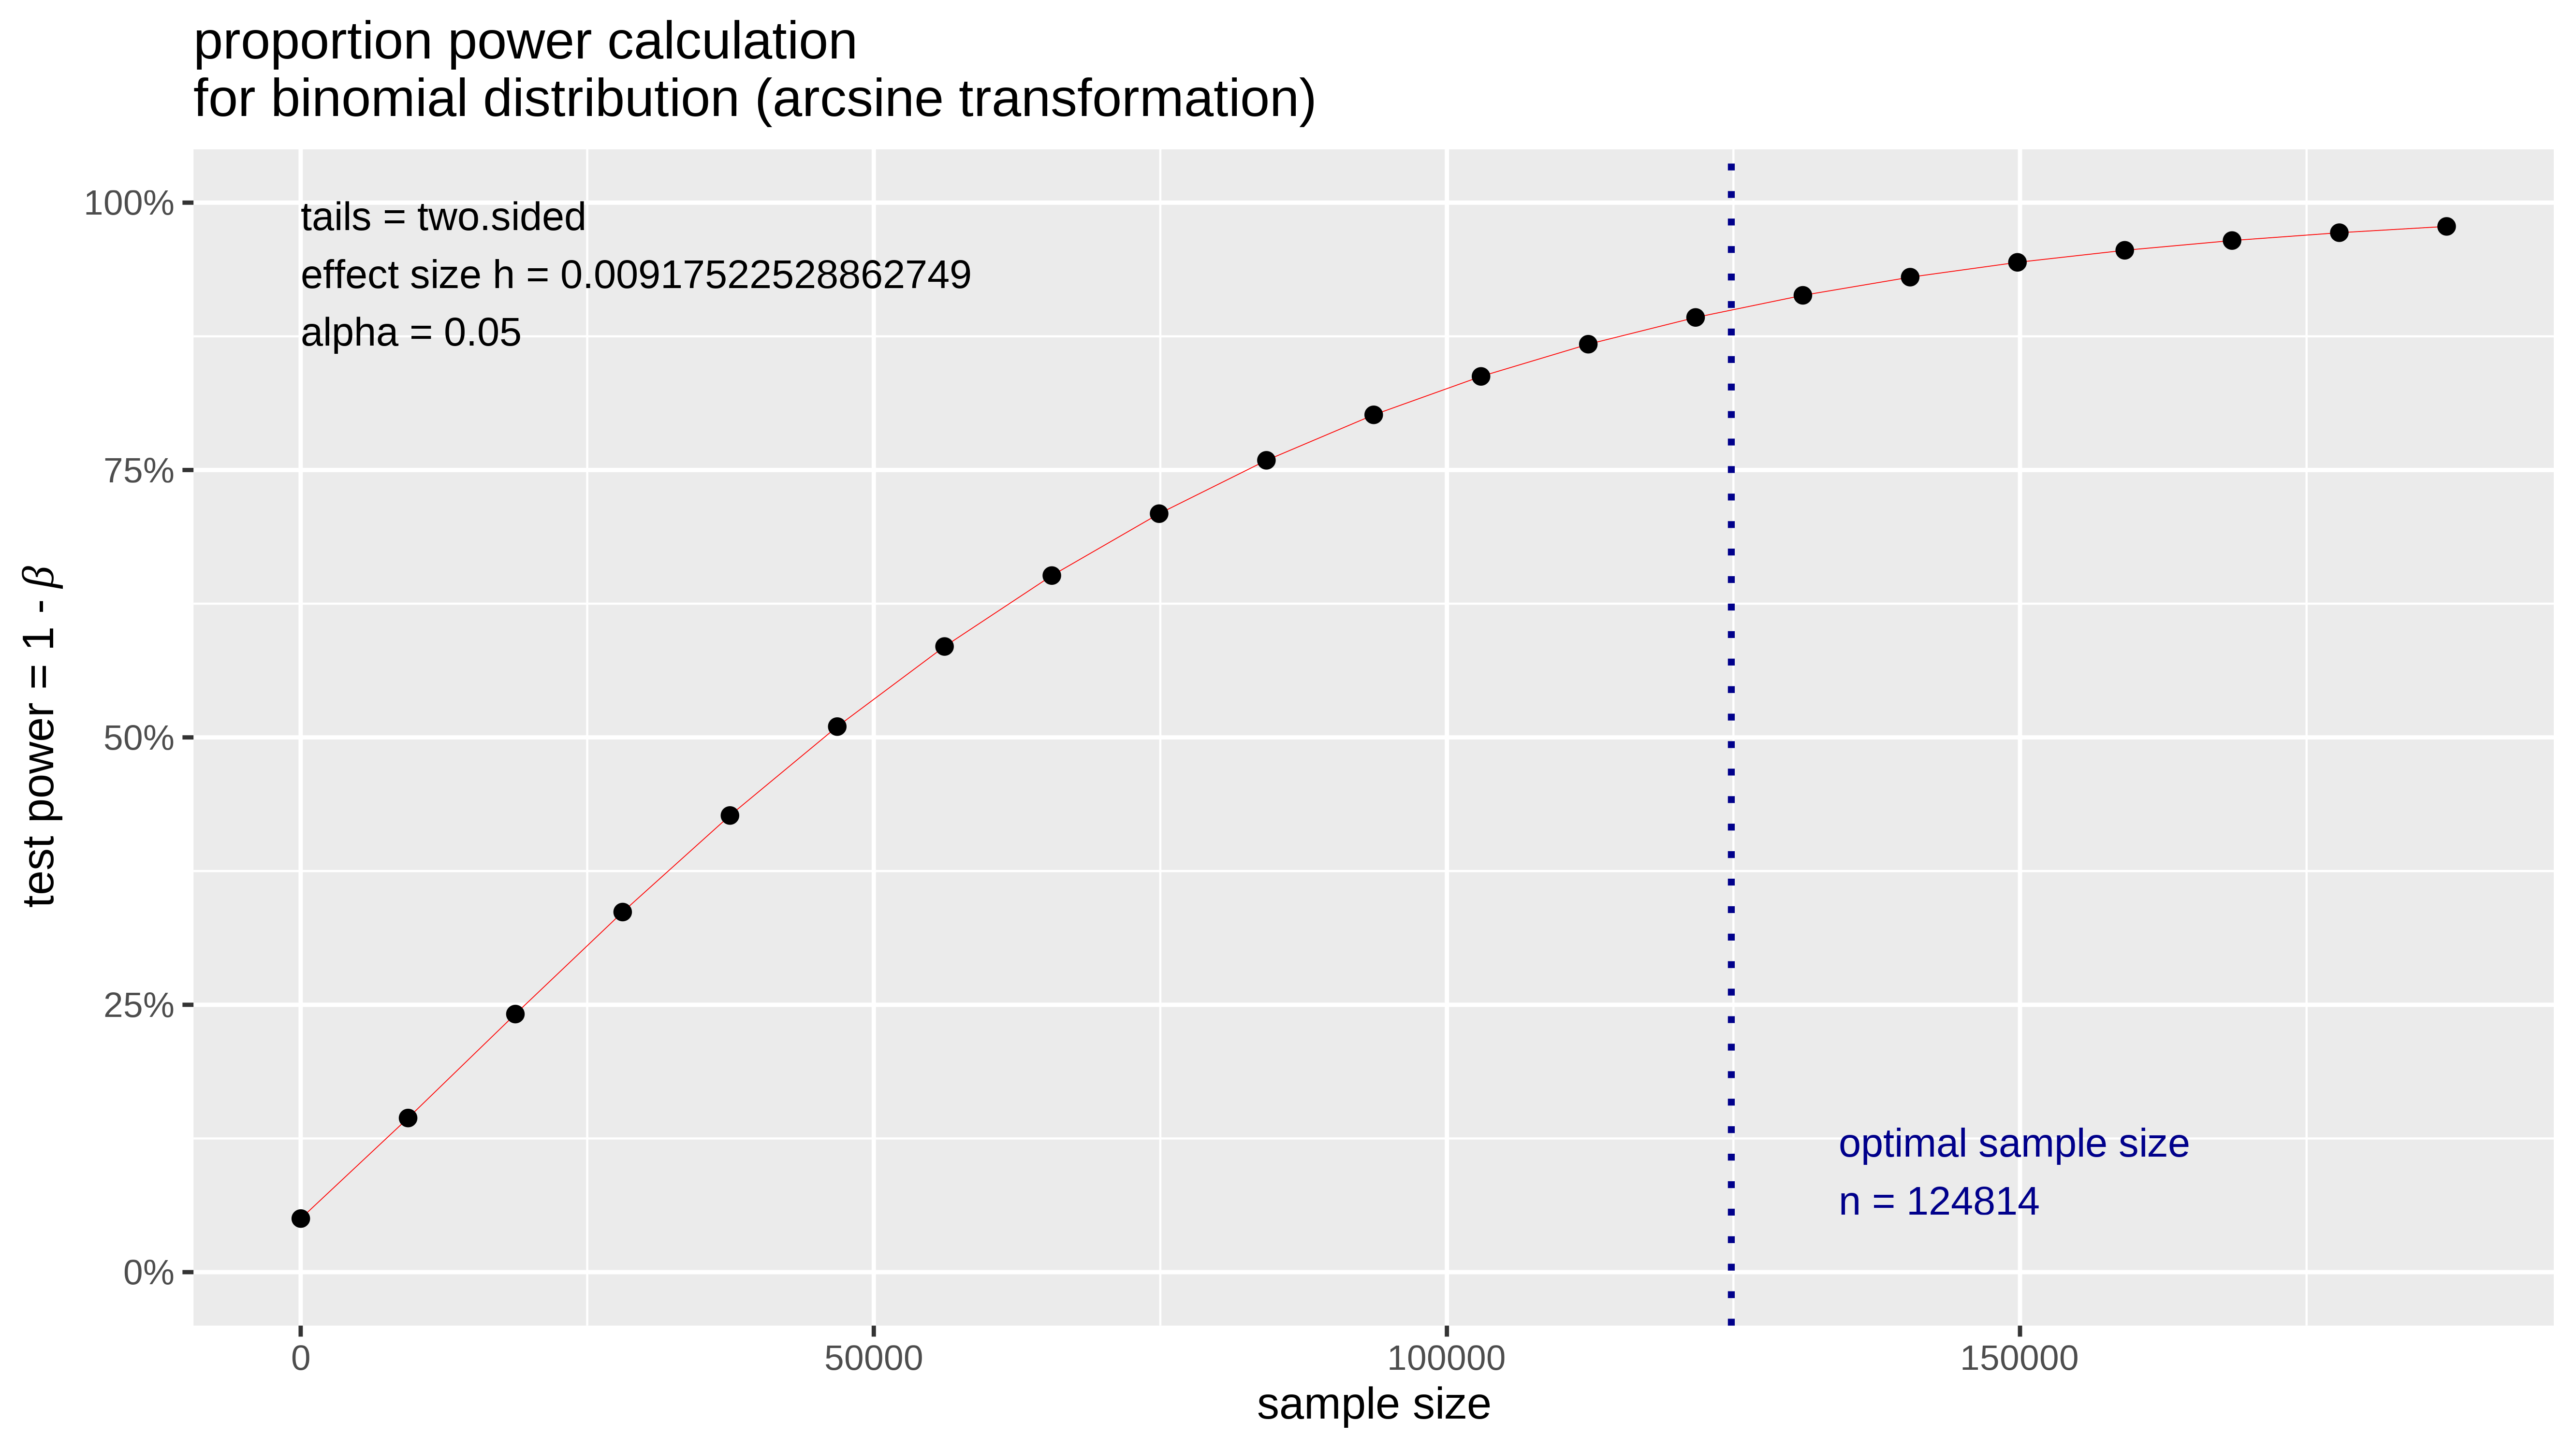 proportion power calculation
for binomial distribution (arcsine transformation)
100%
75%
50%
25%
0%
test power = 1 - β
tails = two.sided
effect size h = 0.00917522528862749
alpha = 0.05
optimal sample size
n = 124814
0
50000
100000
150000
sample size